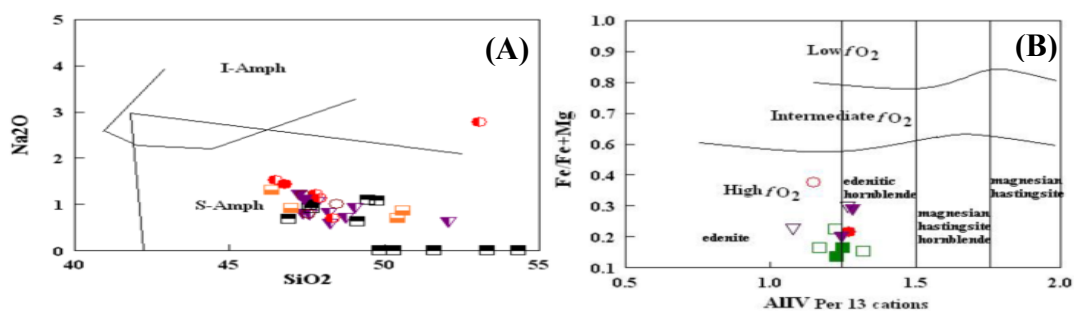 (A)
5
4
3
2
1
0
Na2O
I-Amph
S-Amph
40
45
50
55
SiO2
(B)
1.0
0.9
0.8
0.7
0.6
0.5
0.4
0.3
0.2
0.1
Fe/Fe+Mg
Low fO2
Intermediate fO2
High fO2
edenite
edenitic
hornblende
magnesian
hastingsite
hornblende
magnesian
hastingsite
0.5
1.0
1.5
2.0
AlIV Per 13 cations